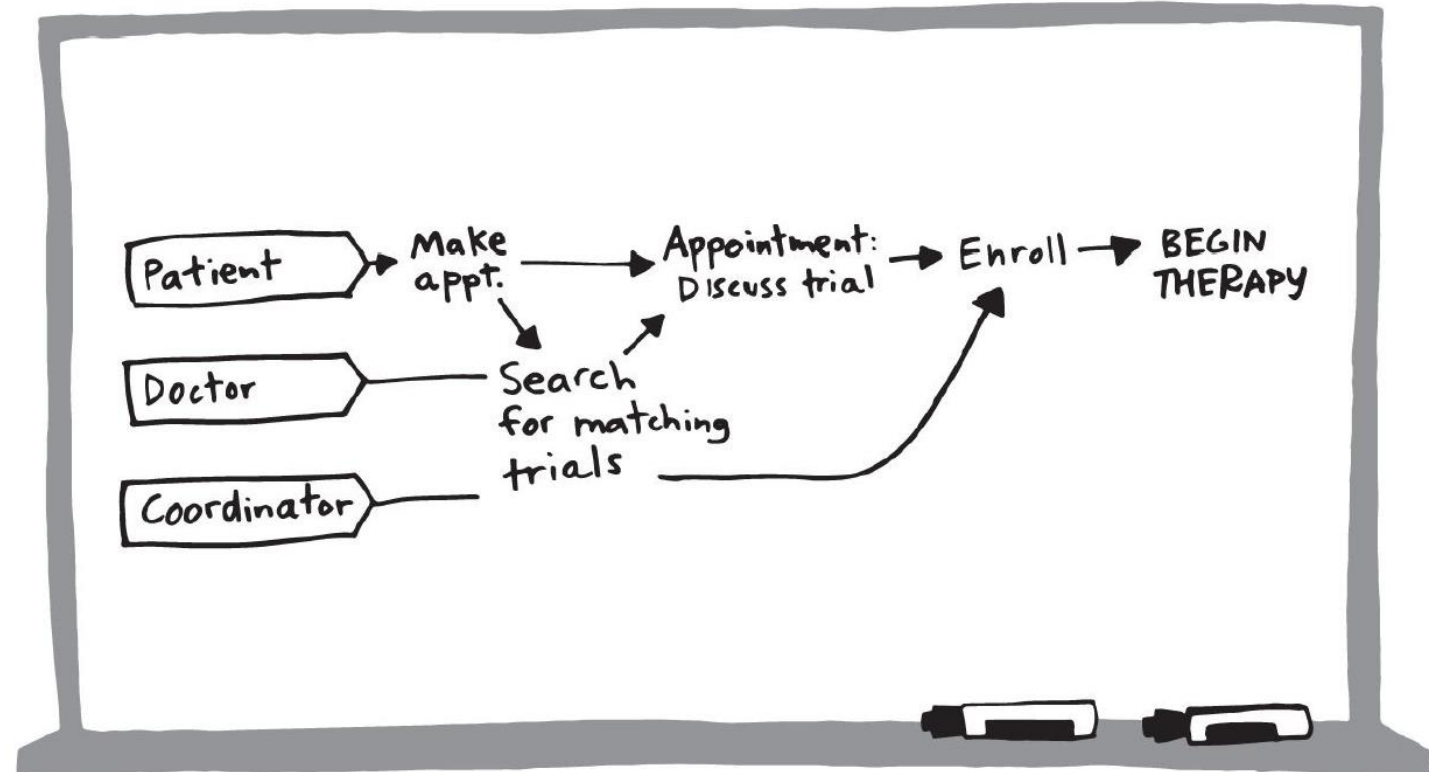 Patient
Make
appt.
Appointment:
Discuss trial
Enroll
BEGIN
THERAPY
Doctor
Search
for matching
trials
Coordinator